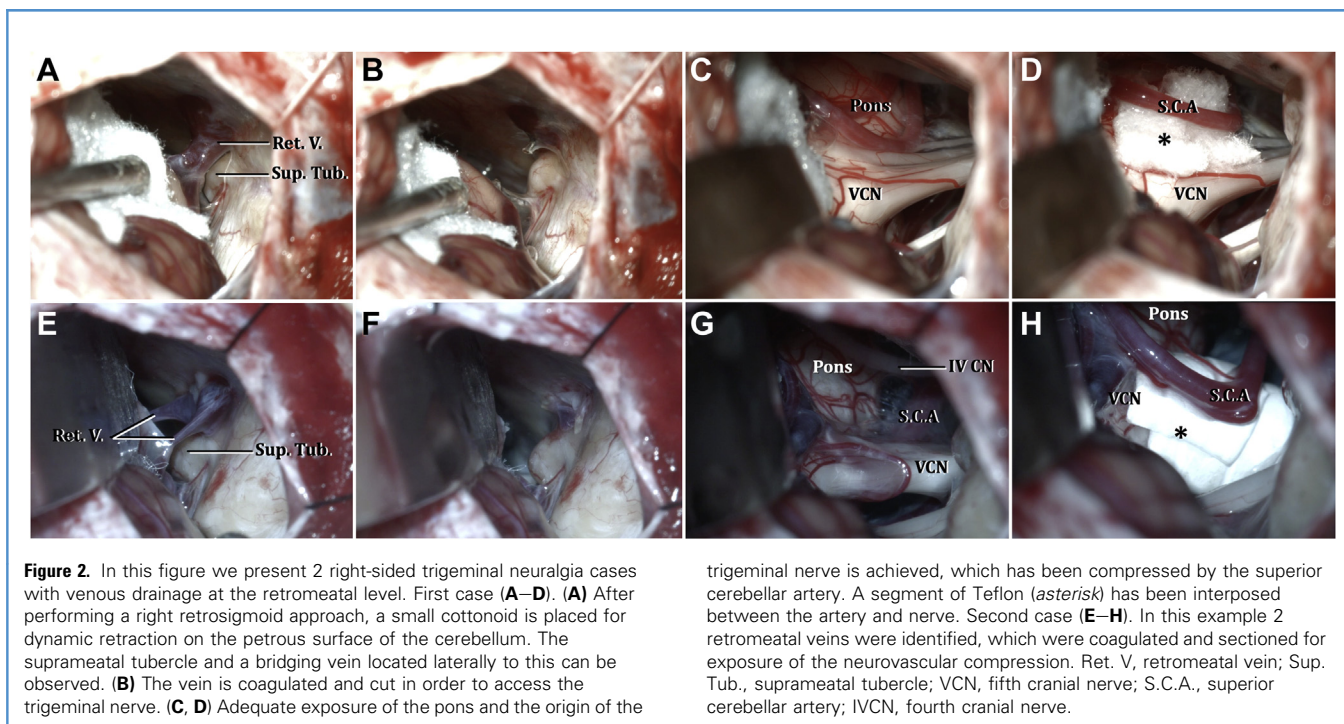 A
Ret. V.
Sup. Tub.
B
C
Pons
VCN
D
S.C.A
*
VCN
E
Ret. V.
Sup. Tub.
F
G
Pons
IV CN
S.C.A
VCN
H
Pons
S.C.A
VCN
*
Figure 2. In this figure we present 2 right-sided trigeminal neuralgia cases
with venous drainage at the retromeatal level. First case (A–D). (A) After
performing a right retrosigmoid approach, a small cottonoid is placed for
dynamic retraction on the petrous surface of the cerebellum. The
suprameatal tubercle and a bridging vein located laterally to this can be
observed. (B) The vein is coagulated and cut in order to access the
trigeminal nerve. (C, D) Adequate exposure of the pons and the origin of the
trigeminal nerve is achieved, which has been compressed by the superior
cerebellar artery. A segment of Teflon (asterisk) has been interposed
between the artery and nerve. Second case (E–H). In this example 2
retromeatal veins were identified, which were coagulated and sectioned for
exposure of the neurovascular compression. Ret. V, retromeatal vein; Sup.
Tub., suprameatal tubercle; VCN, fifth cranial nerve; S.C.A., superior
cerebellar artery; IVCN, fourth cranial nerve.